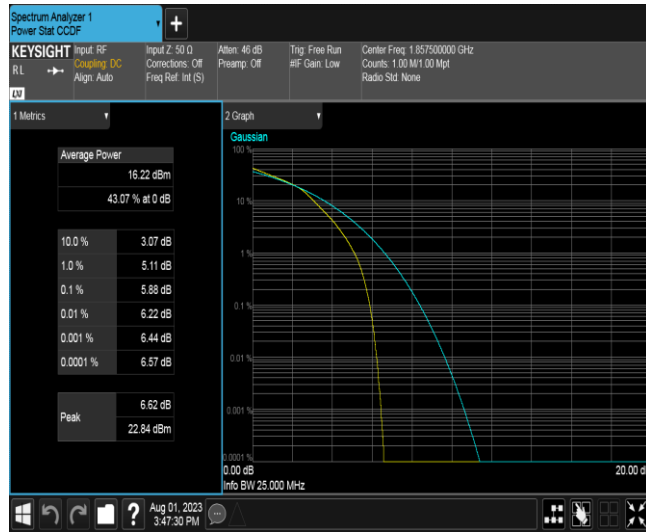 Spectrum Analyzer 1
Power Stat CCDF
+
KEYSIGHT Input: RF Input Z: 50 Ω Atten: 46 dB Trig: Free Run Center Freq: 1.857500000 GHz
RL Coupling: DC Corrections: Off Preamp: Off #IF Gain: Low Counts: 1.00 M/1.00 Mpt
Align: Auto Freq Ref: Int (S) Radio Std: None
LXI
1 Metrics
Average Power
16.22 dBm
43.07 % at 0 dB
10.0 % 3.07 dB
1.0 % 5.11 dB
0.1 % 5.88 dB
0.01 % 6.22 dB
0.001 % 6.44 dB
0.0001 % 6.57 dB
Peak 6.62 dB
22.84 dBm
2 Graph
Gaussian
100 %
10 %
1 %
0.1 %
0.01 %
0.001 %
0.0001 %
0.00 dB 20.00 d
Info BW 25.000 MHz
? Aug 01, 2023
3:47:30 PM